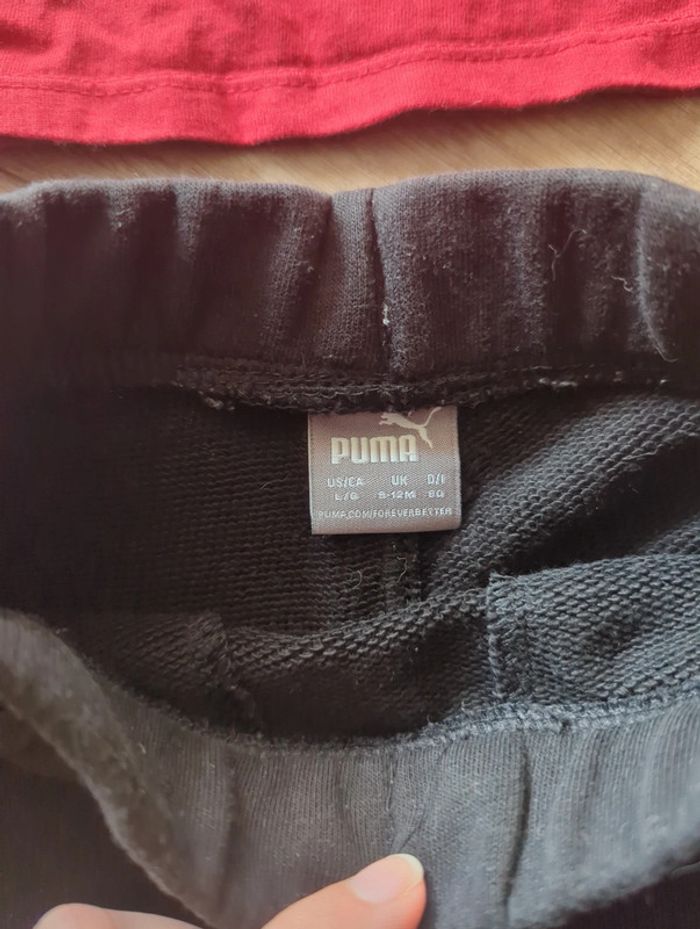 PUMA
US/CA UK D/I
L/G 9-12M 80
PUMA.COM/FOREVERBETTER